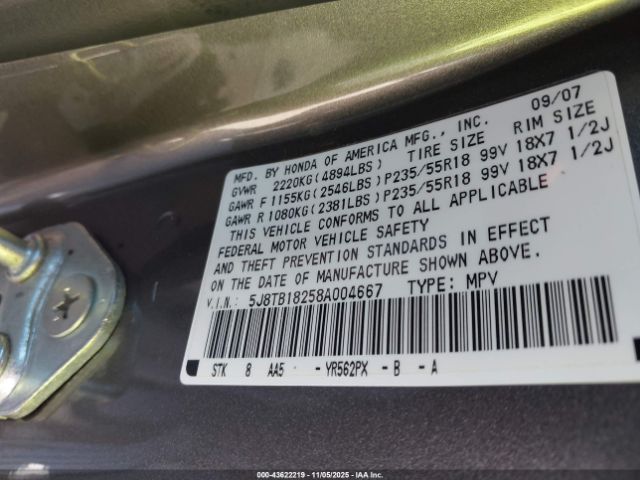 09/07
MFD. BY HONDA OF AMERICA MFG., INC.
GVWR 2220KG(4894LBS) TIRE SIZE RIM SIZE
GAWR F 1155KG(2546LBS)P235/55R18 99V 18X7 1/2J
GAWR R 1080KG(2381LBS)P235/55R18 99V 18X7 1/2J
THIS VEHICLE CONFORMS TO ALL APPLICABLE
FEDERAL MOTOR VEHICLE SAFETY
AND THEFT PREVENTION STANDARDS IN EFFECT
ON THE DATE OF MANUFACTURE SHOWN ABOVE.
V.I.N.: 5J8TB18258A004667 TYPE: MPV
STK 8 AA5 - YR562PX - B - A
00-43622219 - 11/05/2025 - IAA Inc.